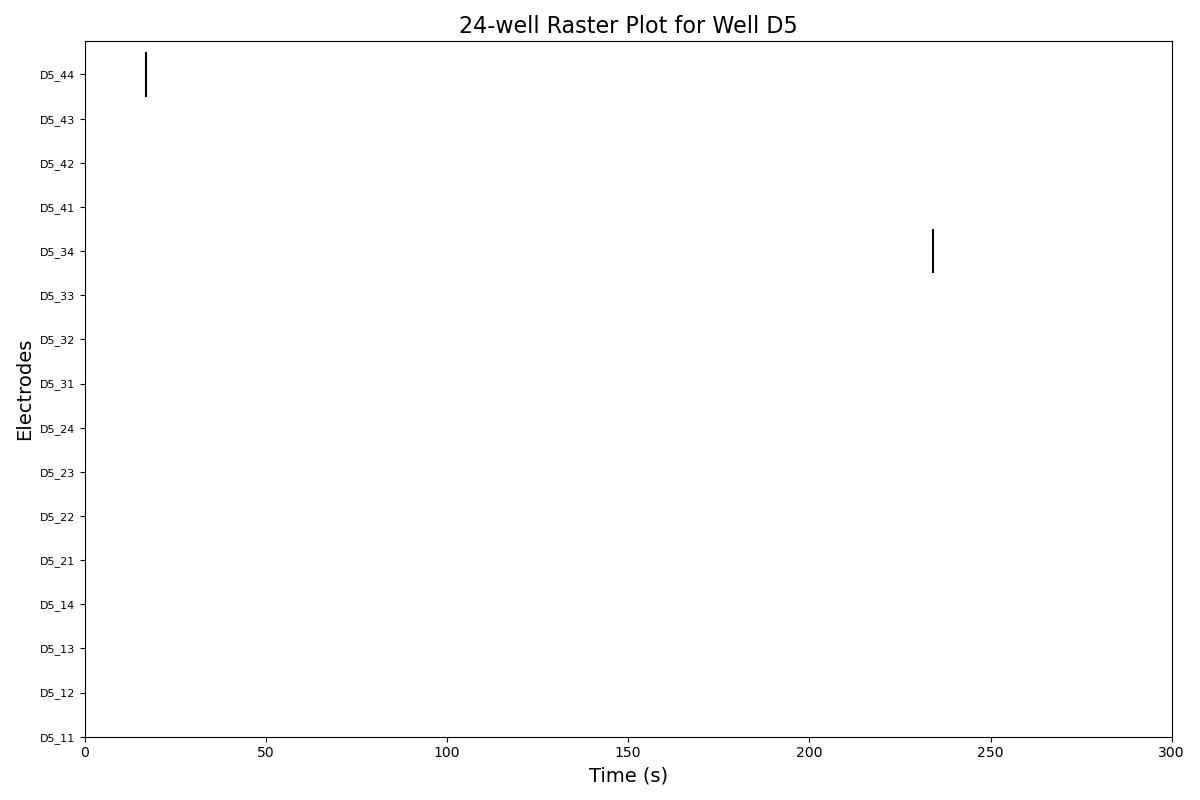 24-well Raster Plot for Well D5
D5_44
D5_43
D5_42
D5_41
D5_34
D5_33
D5_32
D5_31
D5_24
D5_23
D5_22
D5_21
D5_14
D5_13
D5_12
D5_11
Electrodes
0 50 100 150 200 250 300
Time (s)